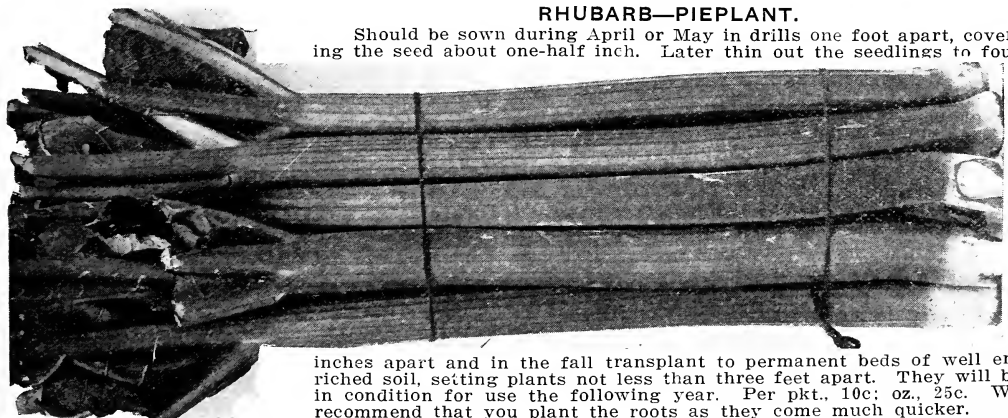 RHUBARB—PIEPLANT.
Should be sown during April or May in drills one foot apart, cover
ing the seed about one-half inch. Later thin out the seedlings to fou
inches apart and in the fall transplant to permanent beds of well en
riched soil, setting plants not less than three feet apart. They will b
in condition for use the following year. Per pkt., 10c; oz., 25c. W
recommend that you plant the roots as they come much quicker.